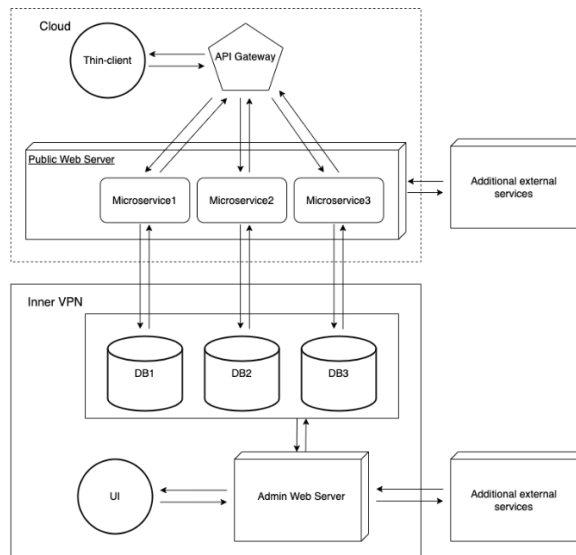 Cloud
Thin-client
API Gateway
Public Web Server
Microservice1
Microservice2
Microservice3
Additional external
services
Inner VPN
DB1
DB2
DB3
UI
Admin Web Server
Additional external
services